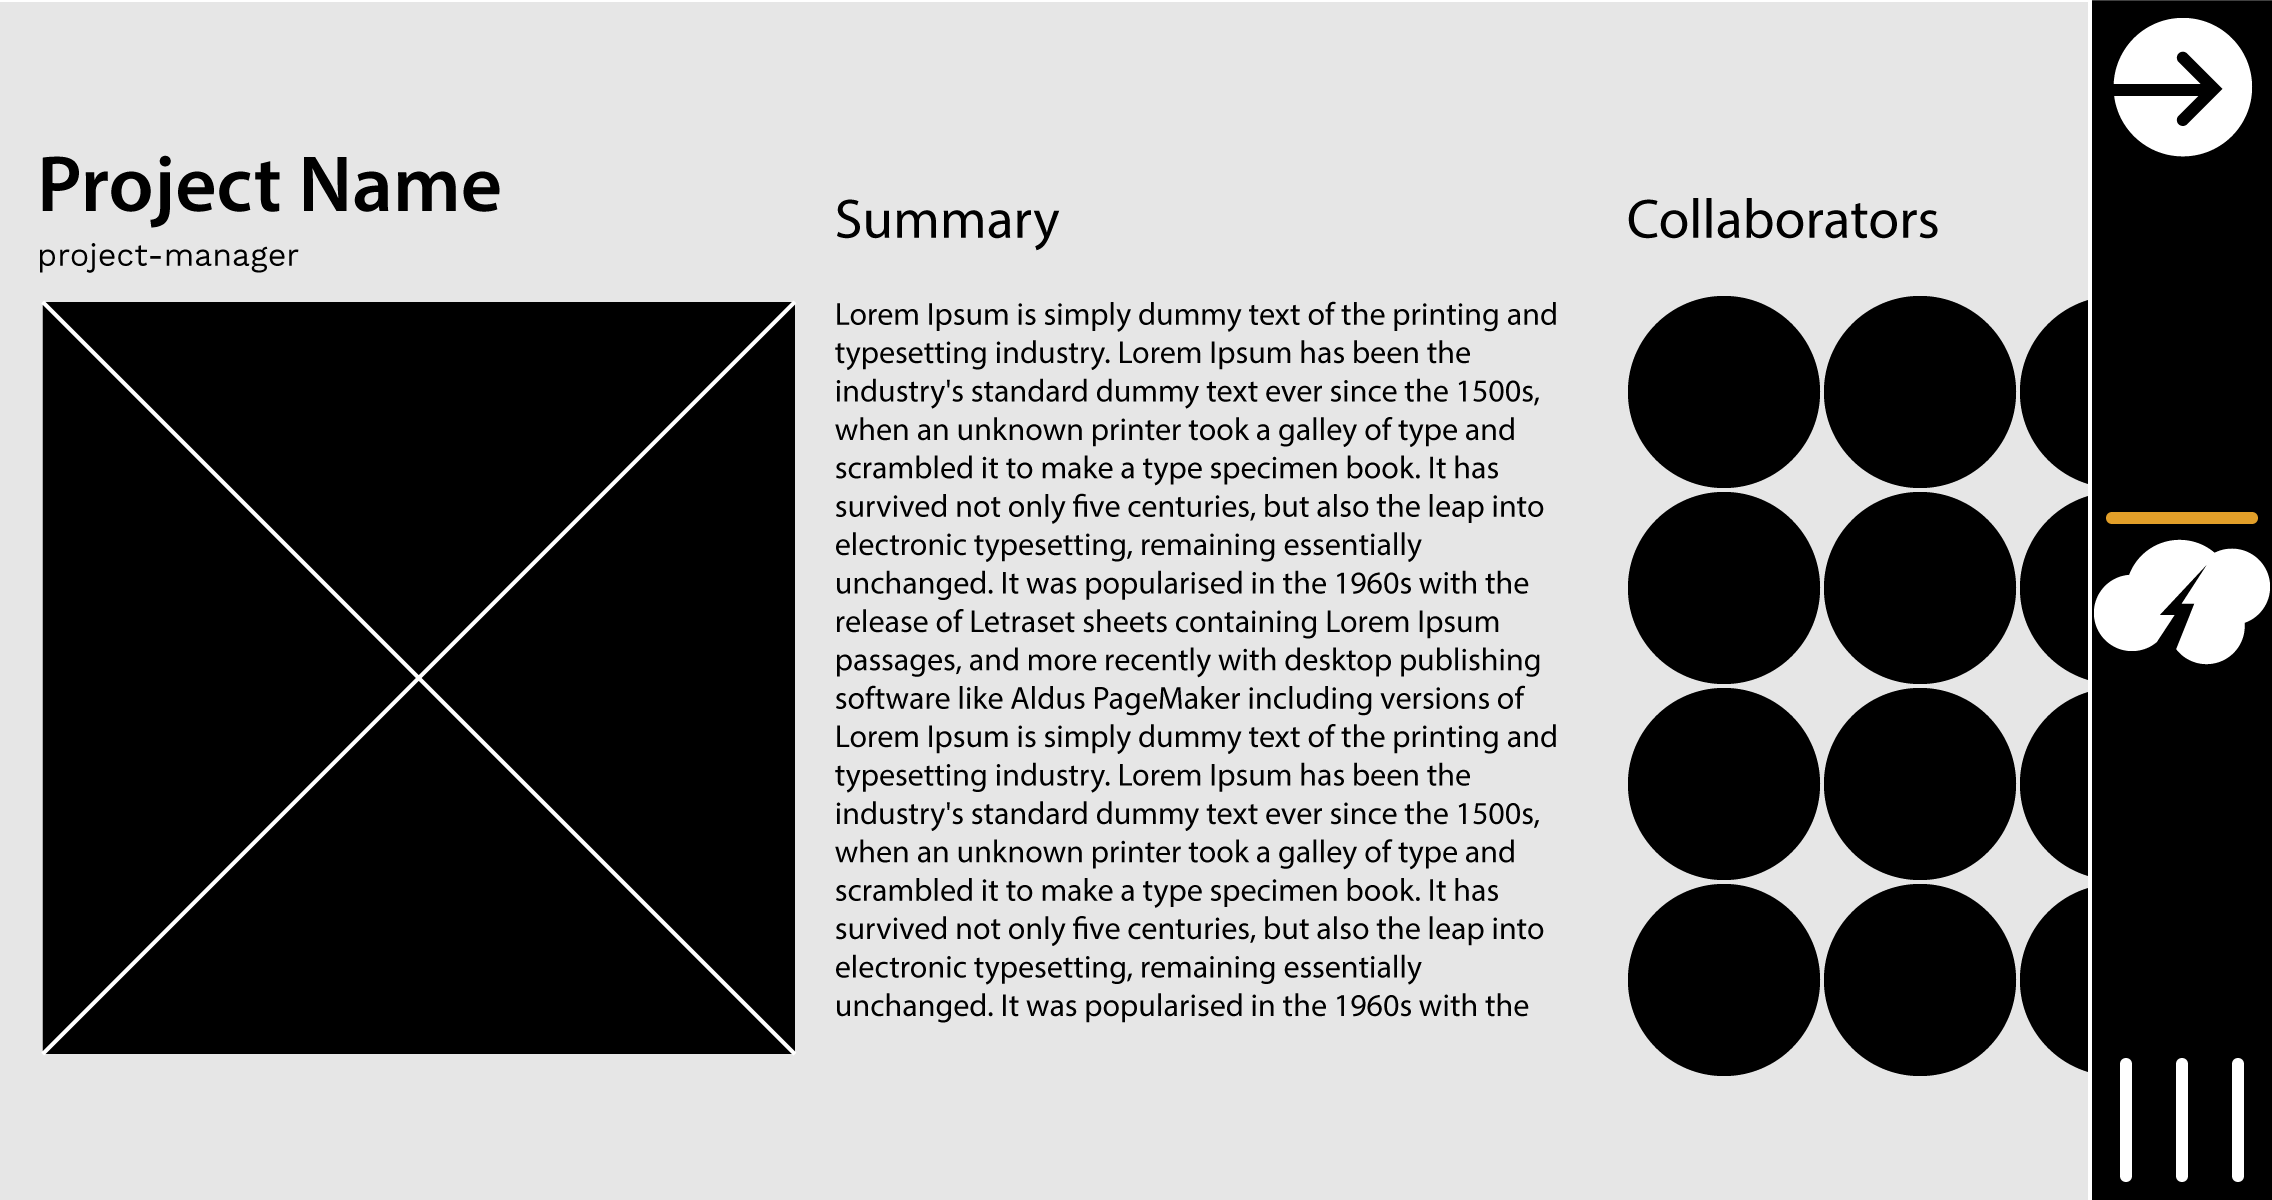 Project Name
project-manager
Summary
Lorem Ipsum is simply dummy text of the printing and
typesetting industry. Lorem Ipsum has been the
industry's standard dummy text ever since the 1500s,
when an unknown printer took a galley of type and
scrambled it to make a type specimen book. It has
survived not only five centuries, but also the leap into
electronic typesetting, remaining essentially
unchanged. It was popularised in the 1960s with the
release of Letraset sheets containing Lorem Ipsum
passages, and more recently with desktop publishing
software like Aldus PageMaker including versions of
Lorem Ipsum is simply dummy text of the printing and
typesetting industry. Lorem Ipsum has been the
industry's standard dummy text ever since the 1500s,
when an unknown printer took a galley of type and
scrambled it to make a type specimen book. It has
survived not only five centuries, but also the leap into
electronic typesetting, remaining essentially
unchanged. It was popularised in the 1960s with the
Collaborators